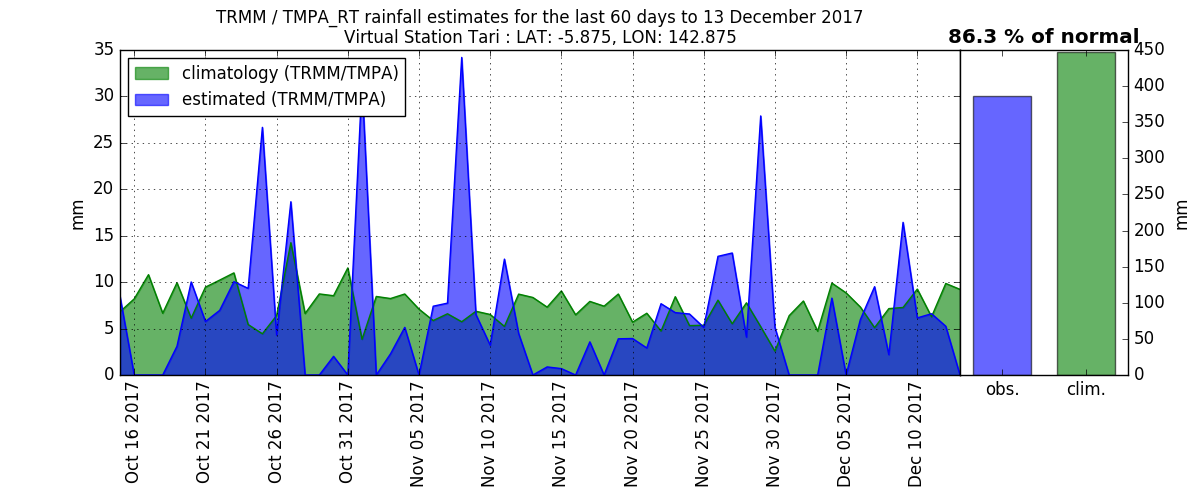 TRMM / TMPA_RT rainfall estimates for the last 60 days to 13 December 2017
Virtual Station Tari : LAT: -5.875, LON: 142.875
86.3 % of normal
climatology (TRMM/TMPA)
estimated (TRMM/TMPA)
mm
35
30
25
20
15
10
5
0
450
400
350
300
250
200
150
100
50
0
mm
Oct 16 2017
Oct 21 2017
Oct 26 2017
Oct 31 2017
Nov 05 2017
Nov 10 2017
Nov 15 2017
Nov 20 2017
Nov 25 2017
Nov 30 2017
Dec 05 2017
Dec 10 2017
obs.
clim.